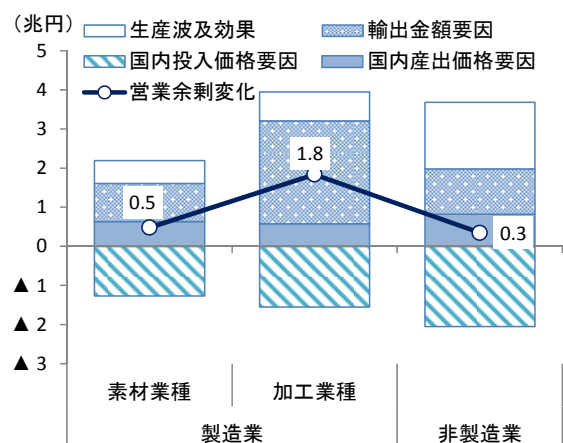 (兆円)
生産波及効果 輸出金額要因
国内投入価格要因 国内産出価格要因
営業余剰変化
5
4
3
2
1
0
▲ 1
▲ 2
▲ 3
0.5
1.8
0.3
素材業種 加工業種
製造業 非製造業